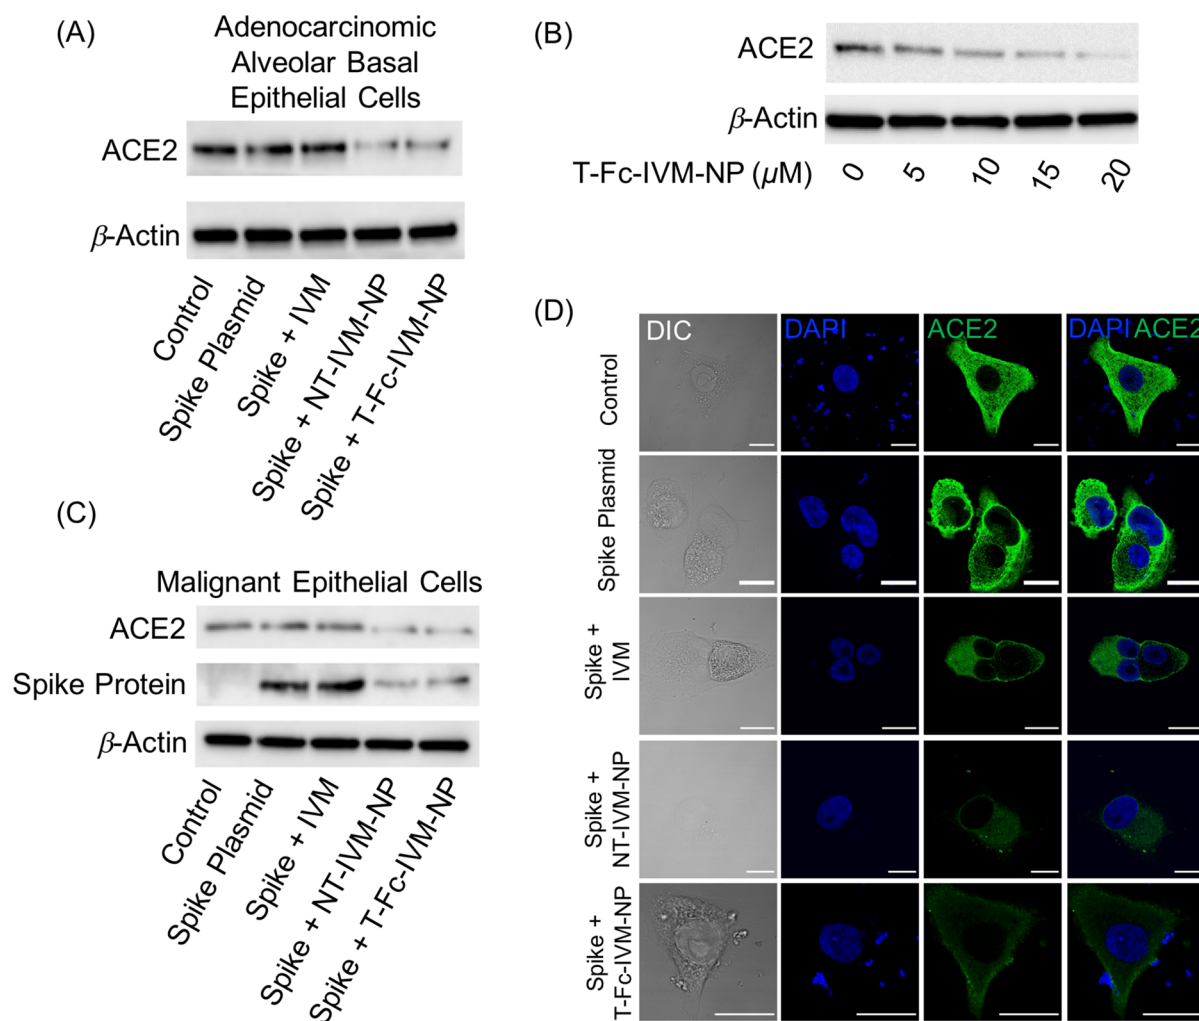 (A)
Adenocarcinomic
Alveolar Basal
Epithelial Cells
ACE2
β-Actin
Control
Spike Plasmid
Spike + IVM
Spike + NT-IVM-NP
Spike + T-Fc-IVM-NP
(B)
ACE2
β-Actin
T-Fc-IVM-NP (µM)
0
5
10
15
20
(C)
Malignant Epithelial Cells
ACE2
Spike Protein
β-Actin
Control
Spike Plasmid
Spike + IVM
Spike + NT-IVM-NP
Spike + T-Fc-IVM-NP
(D)
DIC
DAPI
ACE2
DAPI ACE2
Control
Spike Plasmid
Spike +
IVM
Spike +
NT-IVM-NP
Spike +
T-Fc-IVM-NP